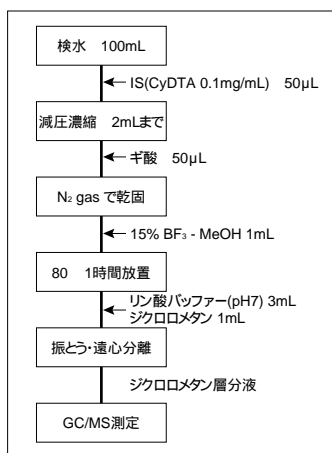 検水　100mL
IS(CyDTA 0.1mg/mL)　50µL
減圧濃縮　2mLまで
ギ酸　50µL
N₂ gas で乾固
15% BF₃ - MeOH 1mL
80　1時間放置
リン酸バッファー(pH7) 3mL
ジクロロメタン 1mL
振とう・遠心分離
ジクロロメタン層分液
GC/MS測定